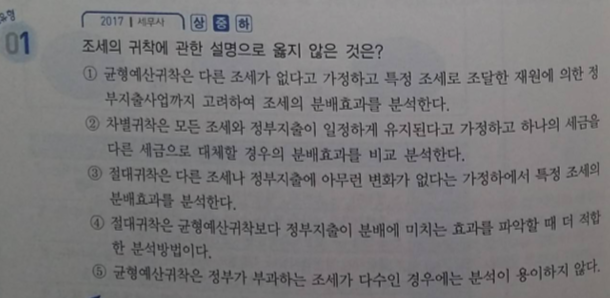 유형
01
2017 | 세무사 상 중 하
조세의 귀착에 관한 설명으로 옳지 않은 것은?
① 균형예산귀착은 다른 조세가 없다고 가정하고 특정 조세로 조달한 재원에 의한 정
부지출사업까지 고려하여 조세의 분배효과를 분석한다.
② 차별귀착은 모든 조세와 정부지출이 일정하게 유지된다고 가정하고 하나의 세금을
다른 세금으로 대체할 경우의 분배효과를 비교 분석한다.
③ 절대귀착은 다른 조세나 정부지출에 아무런 변화가 없다는 가정하에서 특정 조세의
분배효과를 분석한다.
④ 절대귀착은 균형예산귀착보다 정부지출이 분배에 미치는 효과를 파악할 때 더 적합
한 분석방법이다.
⑤ 균형예산귀착은 정부가 부과하는 조세가 다수인 경우에는 분석이 용이하지 않다.